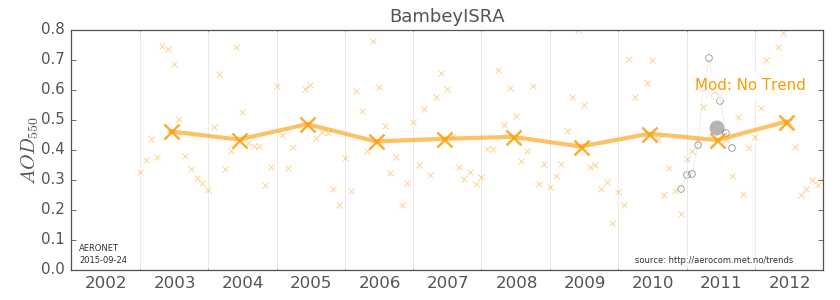 BambeyISRA
0.8
0.7
0.6
0.5
0.4
0.3
0.2
0.1
0.0
AOD550
Mod: No Trend
AERONET
2015-09-24
source: http://aerocom.met.no/trends
2002 2003 2004 2005 2006 2007 2008 2009 2010 2011 2012